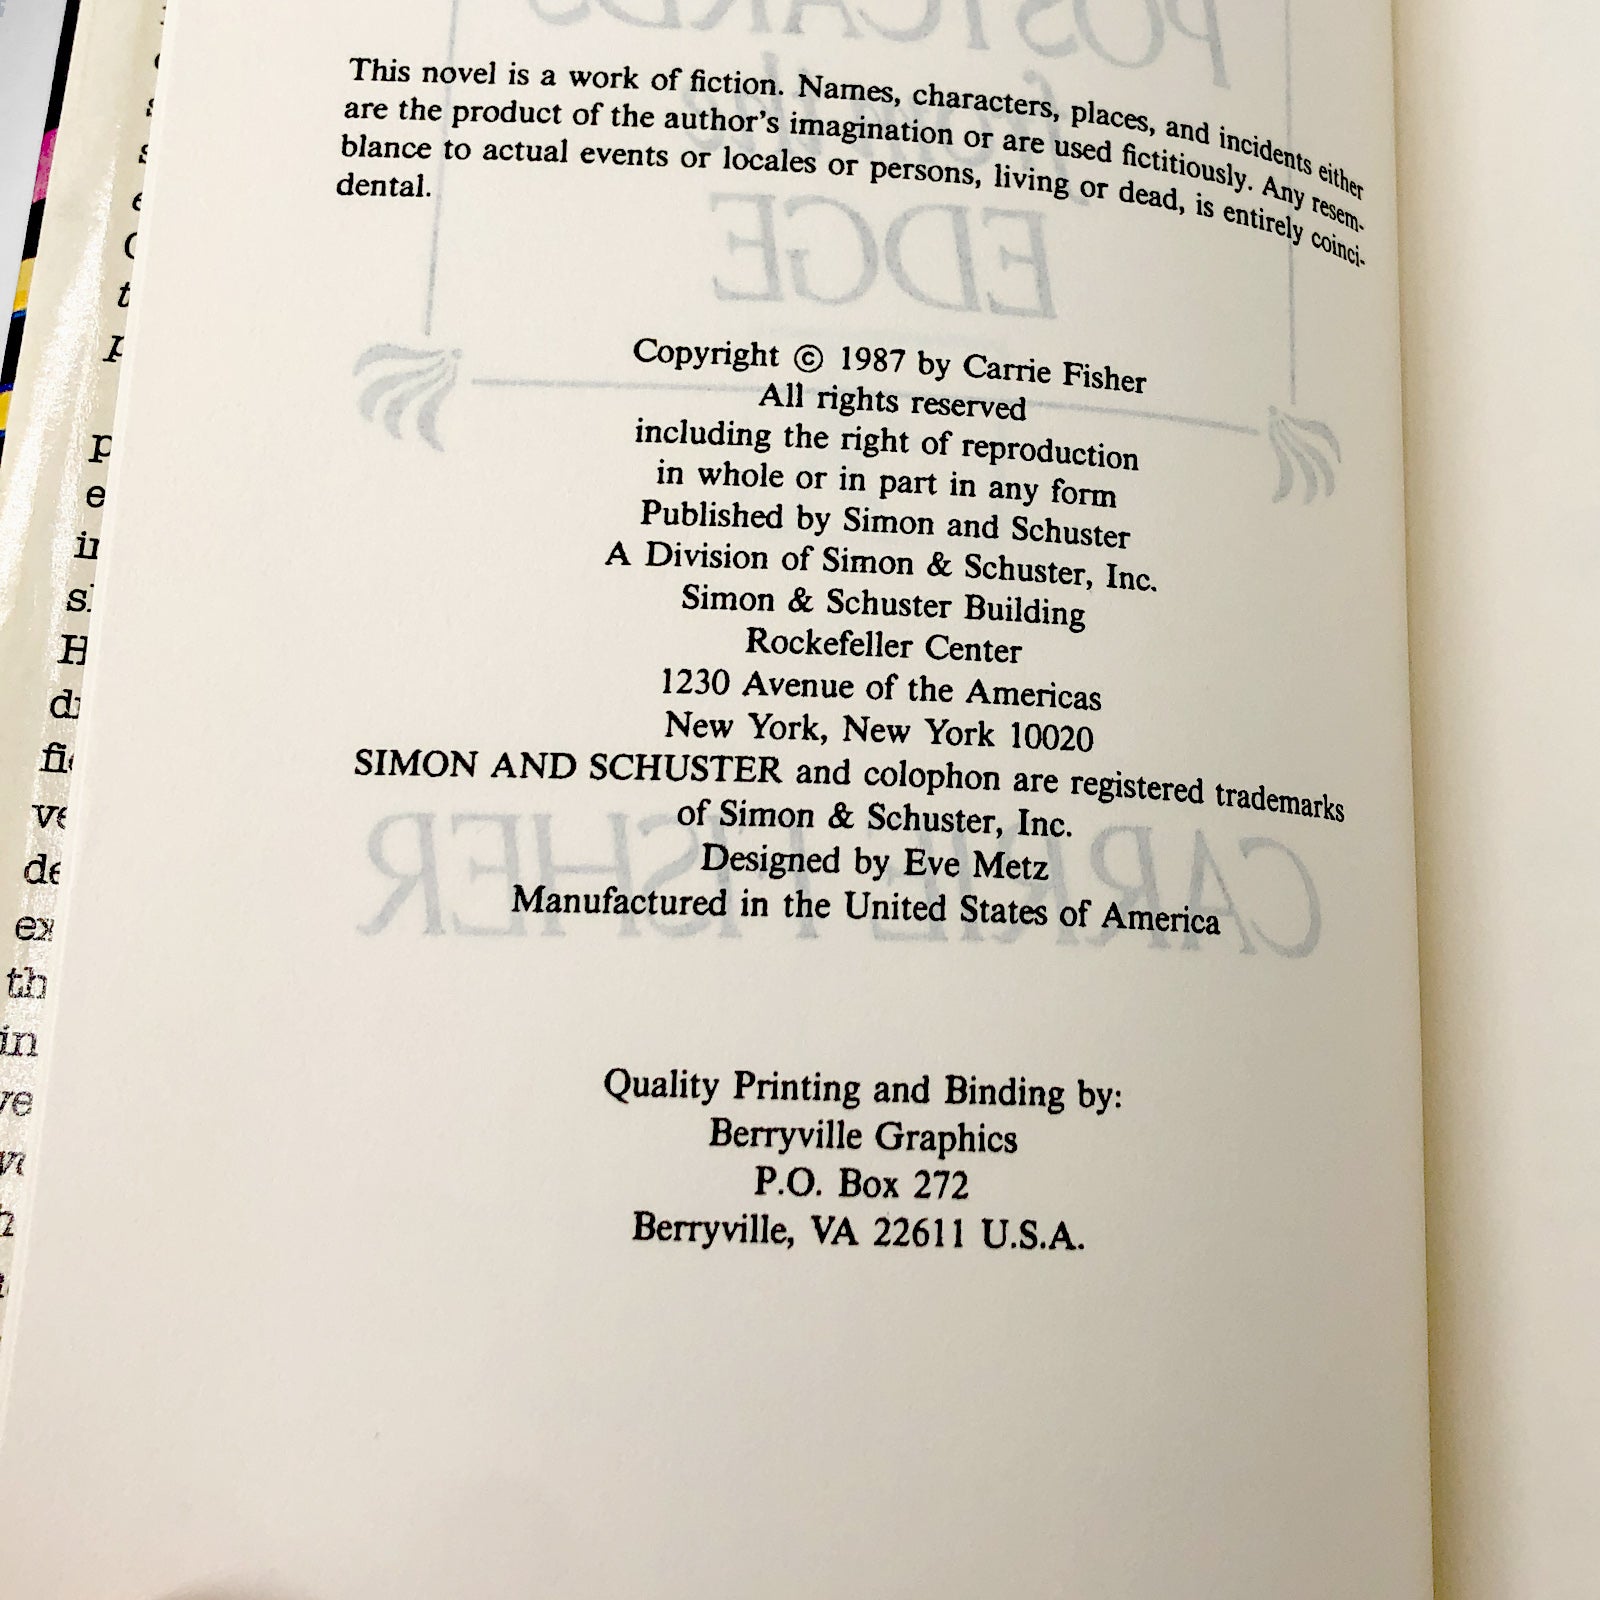 This novel is a work of fiction. Names, characters, places, and incidents either
are the product of the author's imagination or are used fictitiously. Any resem-
blance to actual events or locales or persons, living or dead, is entirely coinci-
dental.
POSTCARDS
from the
EDGE
Copyright © 1987 by Carrie Fisher
All rights reserved
including the right of reproduction
in whole or in part in any form
Published by Simon and Schuster
A Division of Simon & Schuster, Inc.
Simon & Schuster Building
Rockefeller Center
1230 Avenue of the Americas
New York, New York 10020
SIMON AND SCHUSTER and colophon are registered trademarks
of Simon & Schuster, Inc.
Designed by Eve Metz
Manufactured in the United States of America
CARRIE FISHER
Quality Printing and Binding by:
Berryville Graphics
P.O. Box 272
Berryville, VA 22611 U.S.A.